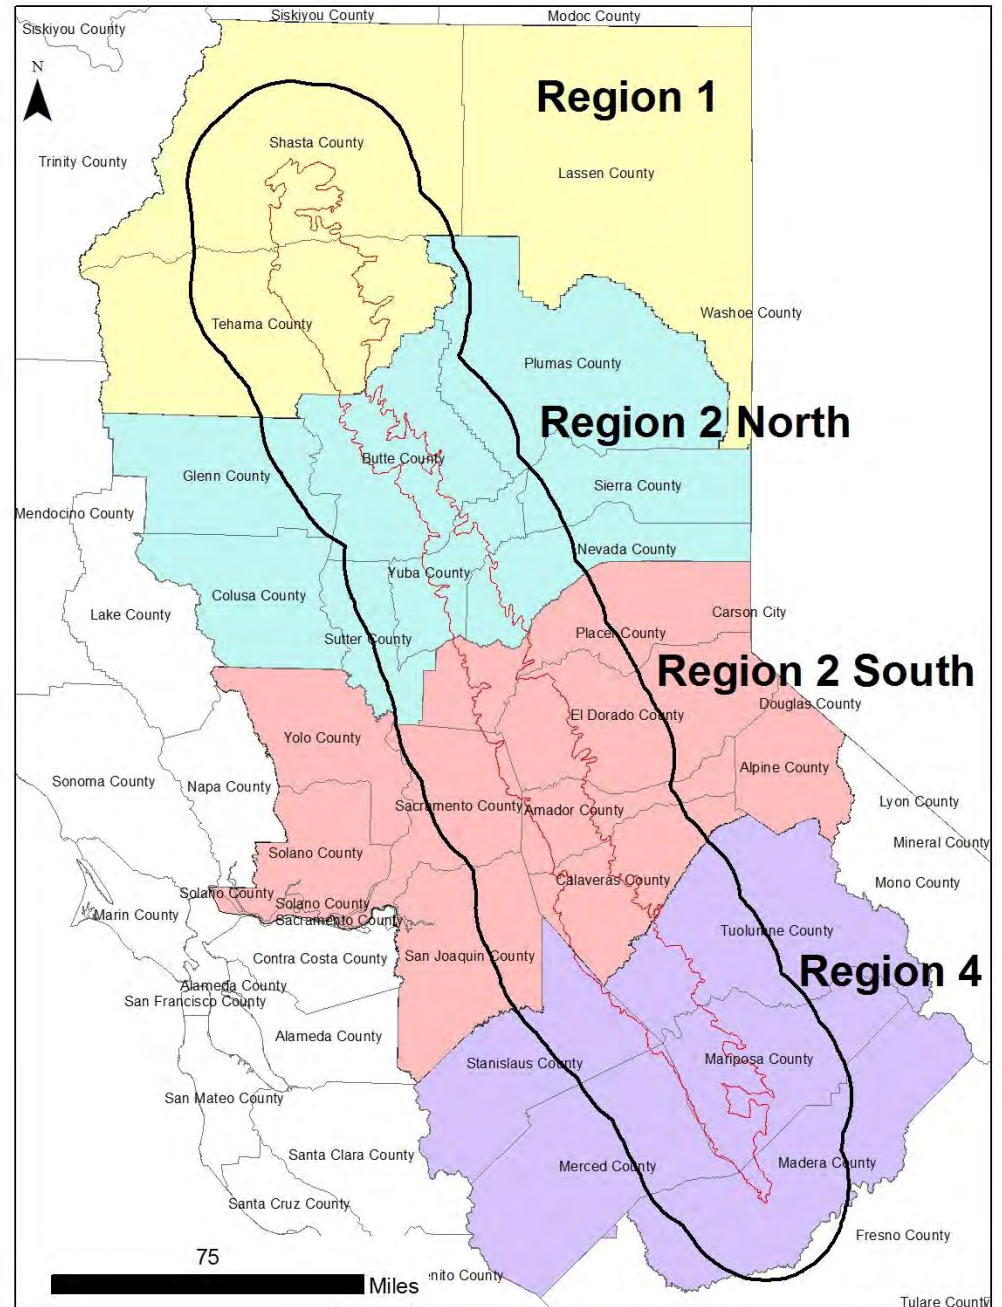 Siskiyou County
Modoc County
Siskiyou County
N
Region 1
Shasta County
Trinity County
Lassen County
Washoe County
Tehama County
Plumas County
Region 2 North
Butte County
Glenn County
Sierra County
Mendocino County
Nevada County
Yuba County
Colusa County
Lake County
Carson City
Placer County
Sutter County
Region 2 South
Douglas County
El Dorado County
Yolo County
Alpine County
Sonoma County
Napa County
Lyon County
Sacramento County
Amador County
Mineral County
Solano County
Calaveras County
Mono County
Solano County
Solano County
Marin County
Sacramento County
Tuolumne County
San Joaquin County
Contra Costa County
Region 4
Alameda County
San Francisco County
Alameda County
Mariposa County
Stanislaus County
San Mateo County
Santa Clara County
Merced County
Madera County
Santa Cruz County
Fresno County
75
nito County
Miles
Tulare County